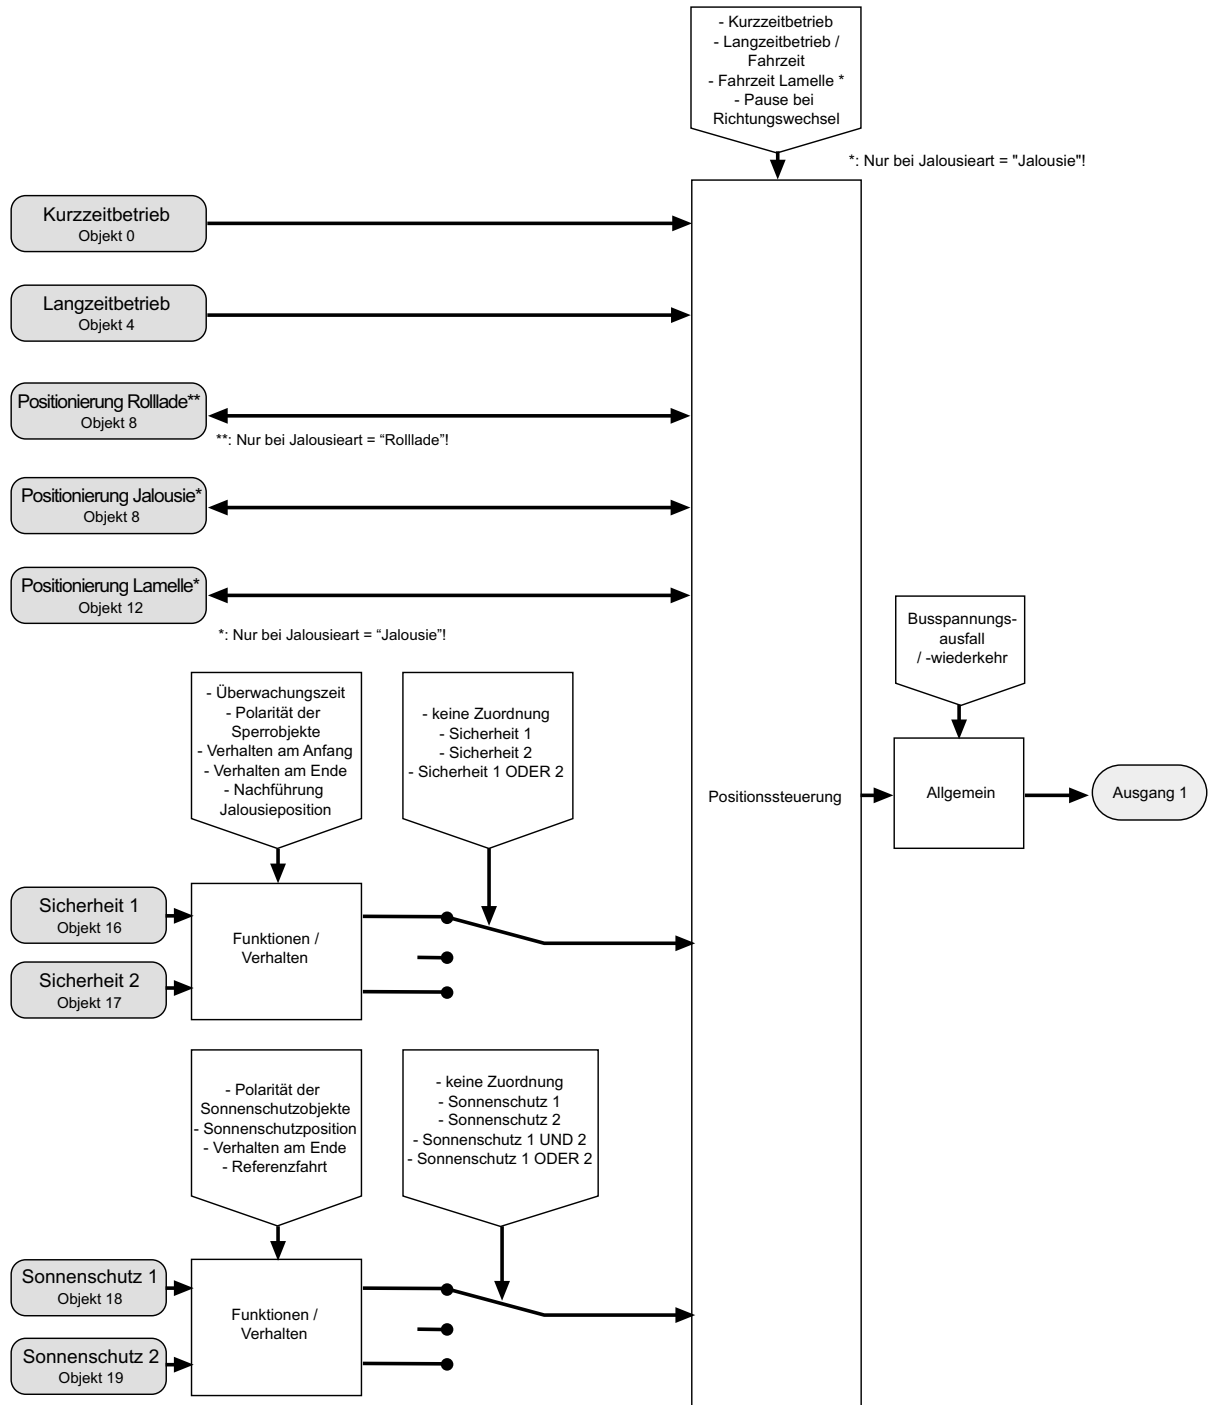 - Kurzzeitbetrieb
- Langzeitbetrieb /
Fahrzeit
- Fahrzeit Lamelle *
- Pause bei
Richtungswechsel
*: Nur bei Jalousieart = "Jalousie"!
Kurzzeitbetrieb
Objekt 0
Langzeitbetrieb
Objekt 4
Positionierung Rolllade**
Objekt 8
**: Nur bei Jalousieart = “Rolllade”!
Positionierung Jalousie*
Objekt 8
Positionierung Lamelle*
Objekt 12
*: Nur bei Jalousieart = “Jalousie”!
Busspannungs-
ausfall
/ -wiederkehr
- Überwachungszeit
- Polarität der
Sperrobjekte
- Verhalten am Anfang
- Verhalten am Ende
- Nachführung
Jalousieposition
- keine Zuordnung
- Sicherheit 1
- Sicherheit 2
- Sicherheit 1 ODER 2
Positionssteuerung
Allgemein
Ausgang 1
Sicherheit 1
Objekt 16
Sicherheit 2
Objekt 17
Funktionen /
Verhalten
- Polarität der
Sonnenschutzobjekte
- Sonnenschutzposition
- Verhalten am Ende
- Referenzfahrt
- keine Zuordnung
- Sonnenschutz 1
- Sonnenschutz 2
- Sonnenschutz 1 UND 2
- Sonnenschutz 1 ODER 2
Sonnenschutz 1
Objekt 18
Sonnenschutz 2
Objekt 19
Funktionen /
Verhalten